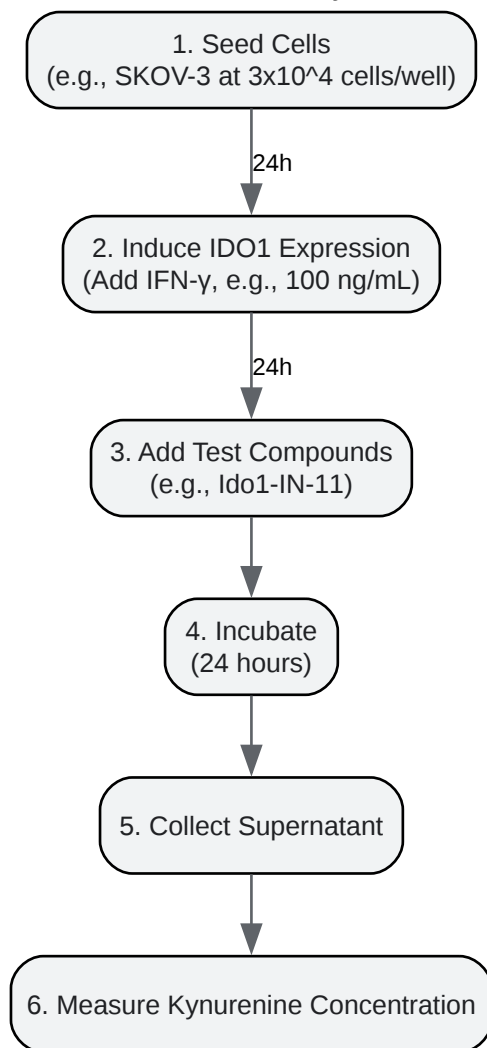 1. Seed Cells
(e.g., SKOV-3 at 3x10^4 cells/well)
24h
2. Induce IDO1 Expression
(Add IFN-γ, e.g., 100 ng/mL)
24h
3. Add Test Compounds
(e.g., Ido1-IN-11)
4. Incubate
(24 hours)
5. Collect Supernatant
6. Measure Kynurenine Concentration